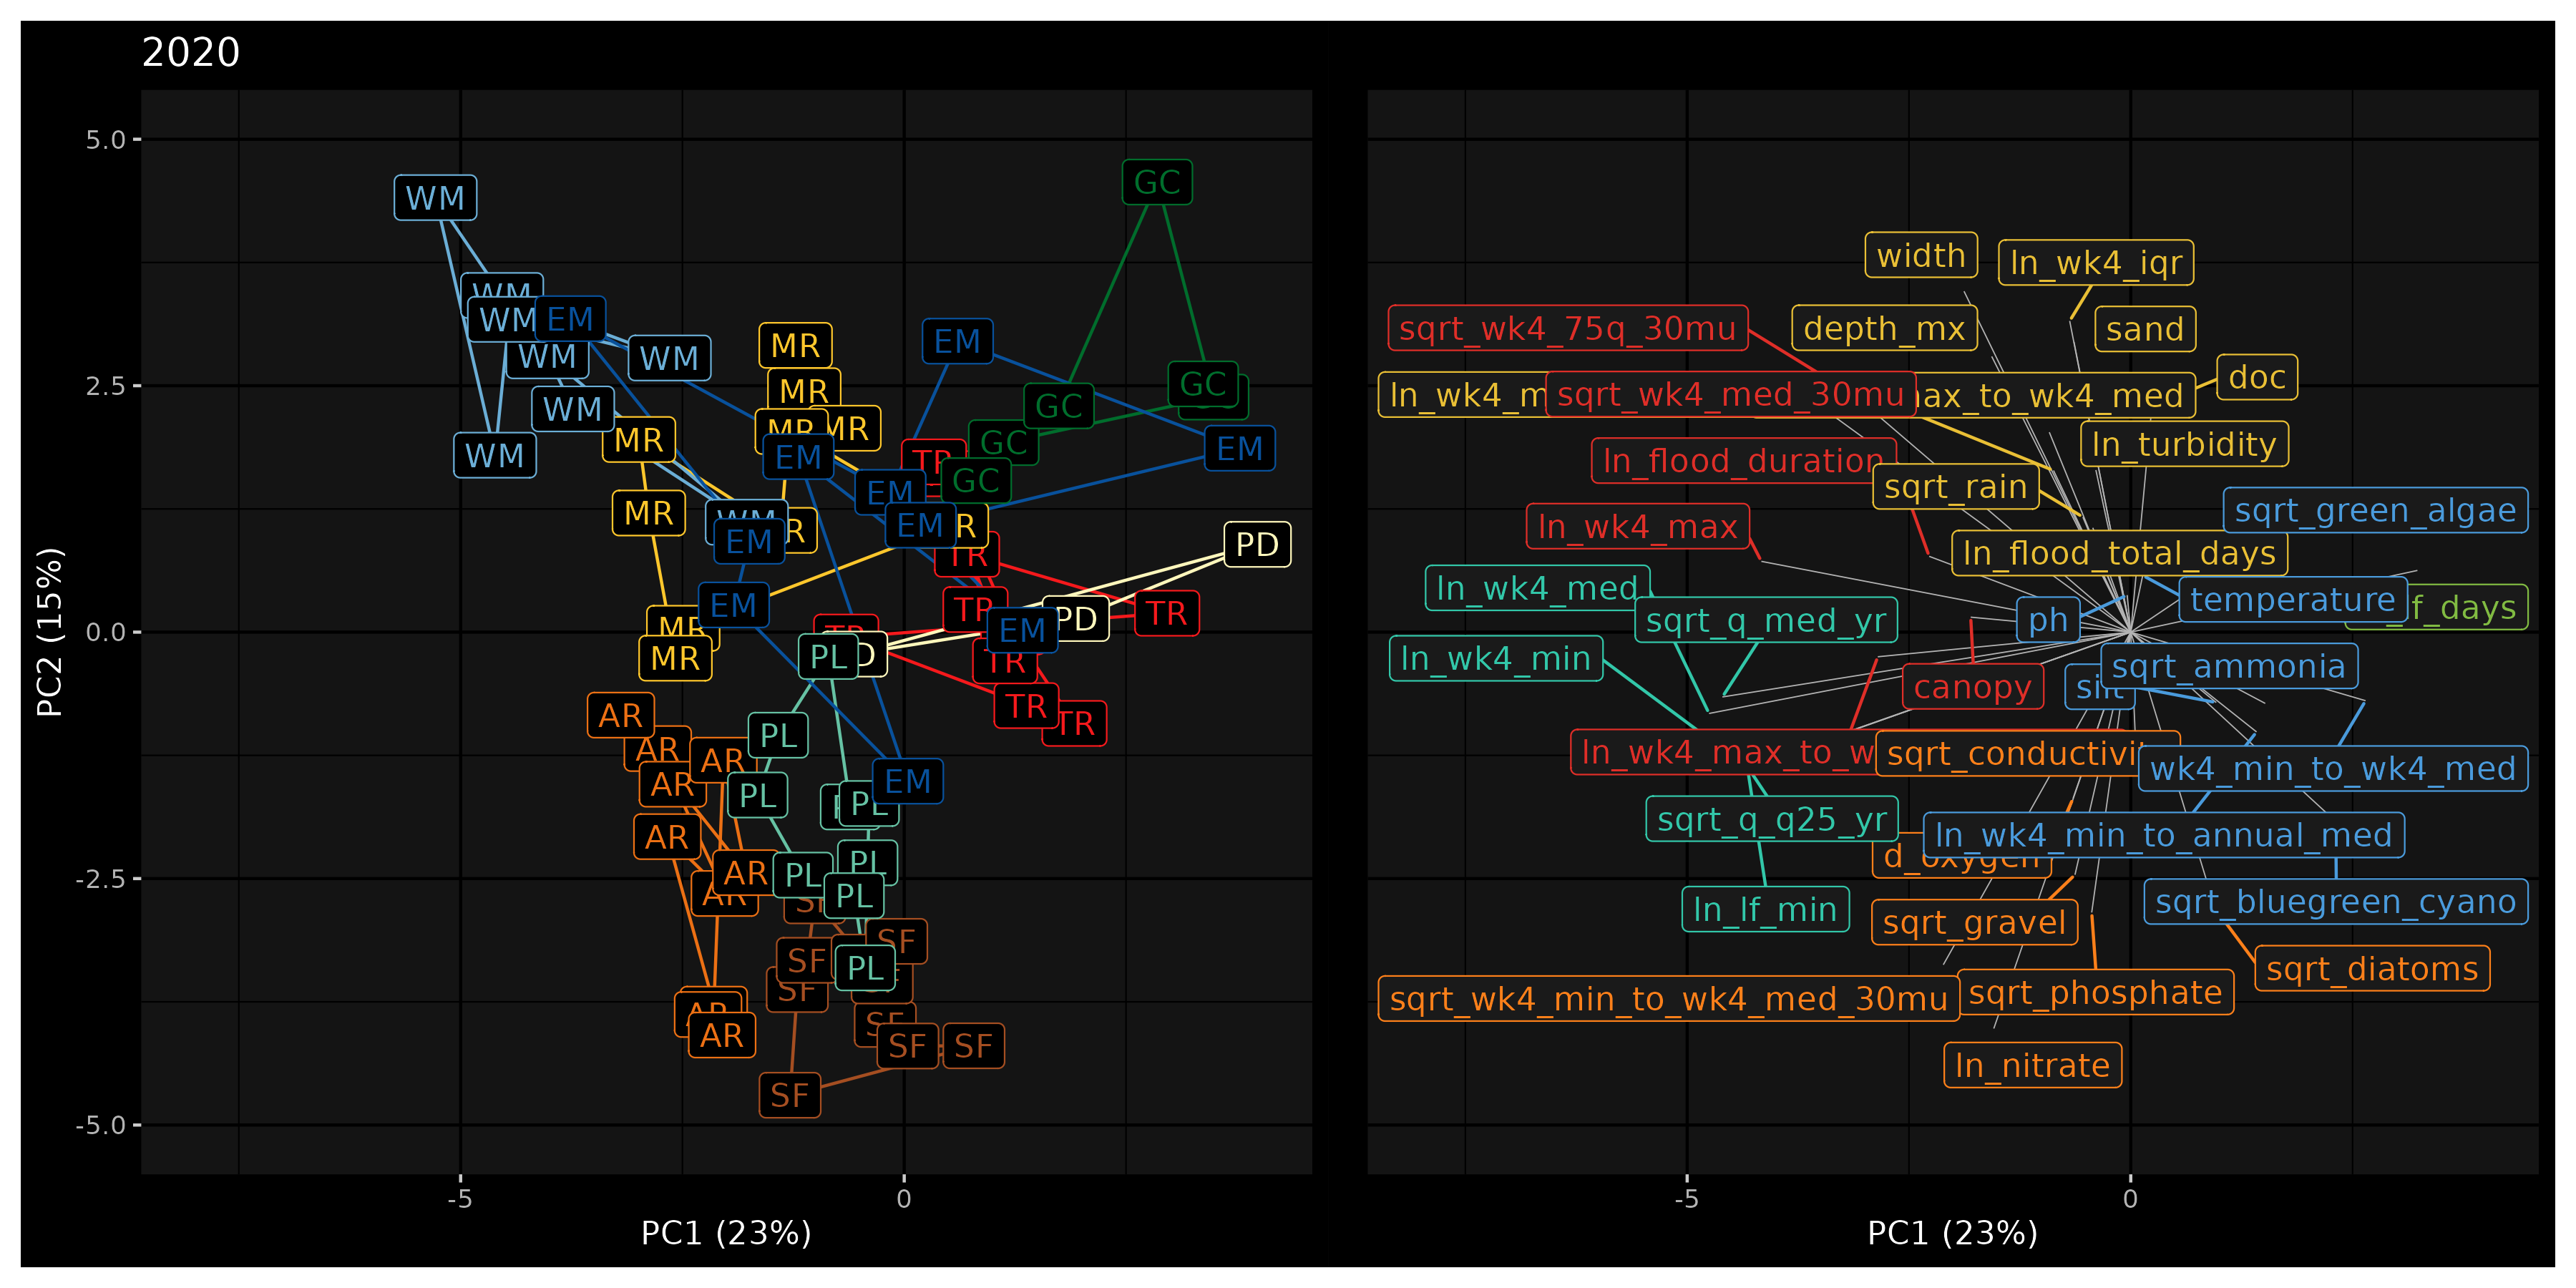 2020
5.0
2.5
0.0
-2.5
-5.0
PC2 (15%)
WM
GC
WM
WM
EM
EM
MR
WM
WM
GC
MR
WM
GC
MR
MR
MR
GC
EM
WM
EM
TR
GC
EM
MR
WM
EM
EM
TR
PD
EM
TR
TR
PD
MR
EM
MR
PL
TR
AR
TR
TR
PL
AR
AR
AR
EM
PL
PL
AR
PL
AR
PL
AR
PL
SF
SF
SF
PL
SF
SF
AR
AR
SF
SF
SF
-5
0
PC1 (23%)
width
ln_wk4_iqr
sqrt_wk4_75q_30mu
depth_mx
sand
doc
ln_wk4_m
sqrt_wk4_med_30mu
ax_to_wk4_med
ln_turbidity
ln_flood_duration
sqrt_rain
sqrt_green_algae
ln_wk4_max
ln_flood_total_days
ln_wk4_med
temperature
f_days
sqrt_q_med_yr
ph
ln_wk4_min
sqrt_ammonia
canopy
silt
ln_wk4_max_to_w
sqrt_conductivit
wk4_min_to_wk4_med
sqrt_q_q25_yr
ln_wk4_min_to_annual_med
d_oxygen
ln_lf_min
sqrt_bluegreen_cyano
sqrt_gravel
sqrt_diatoms
sqrt_wk4_min_to_wk4_med_30mu
sqrt_phosphate
ln_nitrate
-5
0
PC1 (23%)